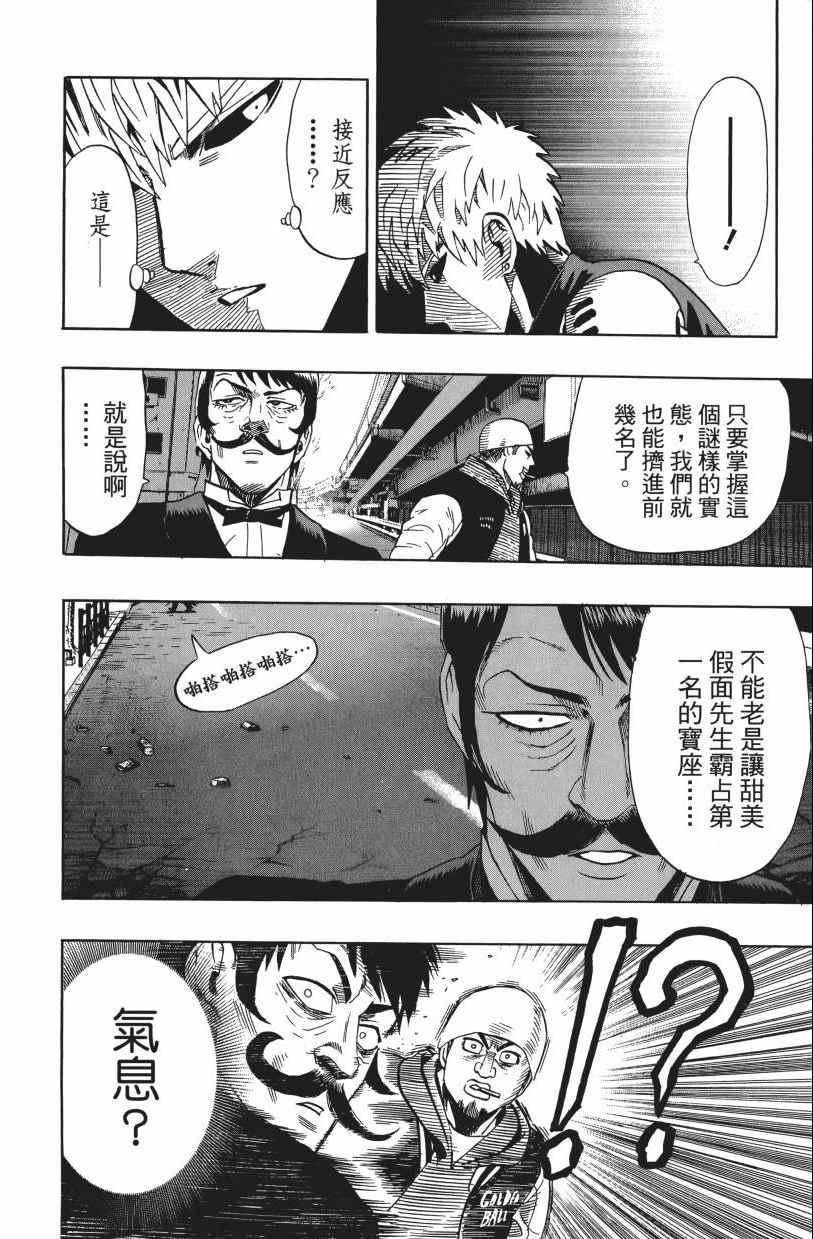 ——！
接近反應
……？
這是——
只要掌握這
個謎樣的實
態，我們就
也能擠進前
幾名了。
就是說啊
……
不能老是讓甜美
假面先生霸占第
一名的寶座……
啪搭啪搭啪搭…
!?
氣息？
GOLDEN
BALL